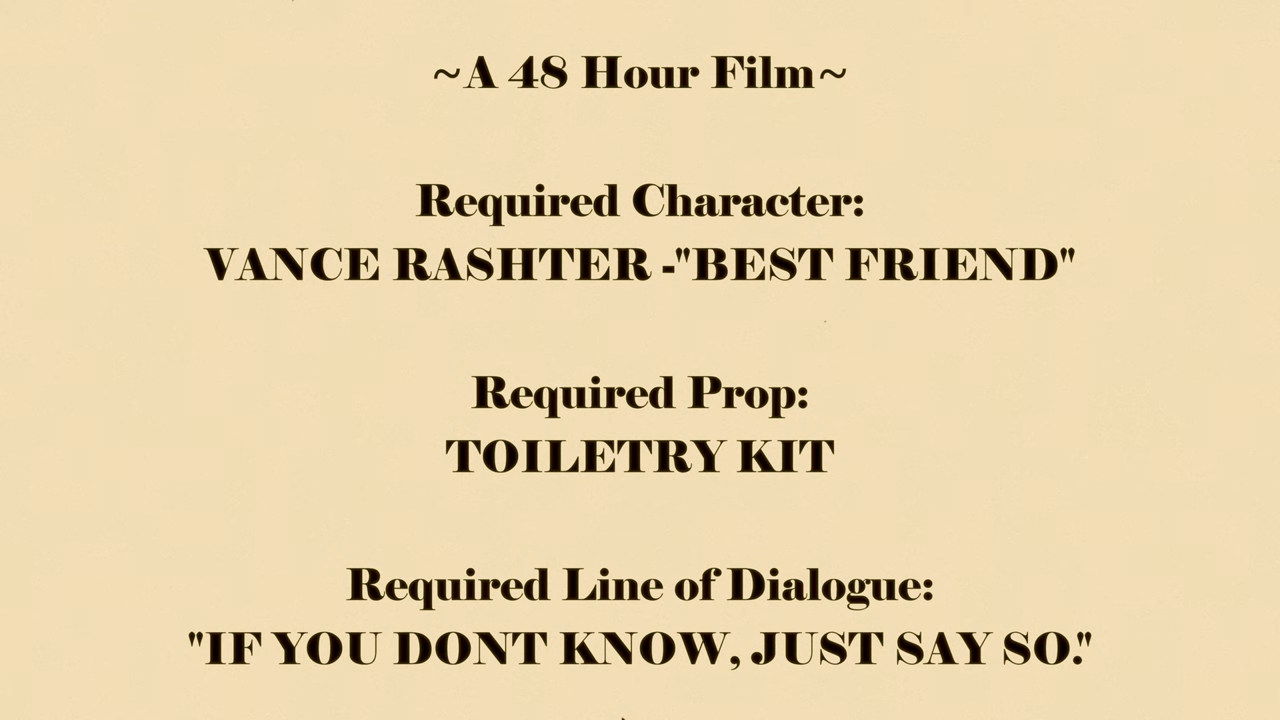 ~A 48 Hour Film~
Required Character:
VANCE RASHTER -"BEST FRIEND"
Required Prop:
TOILETRY KIT
Required Line of Dialogue:
"IF YOU DONT KNOW, JUST SAY SO."